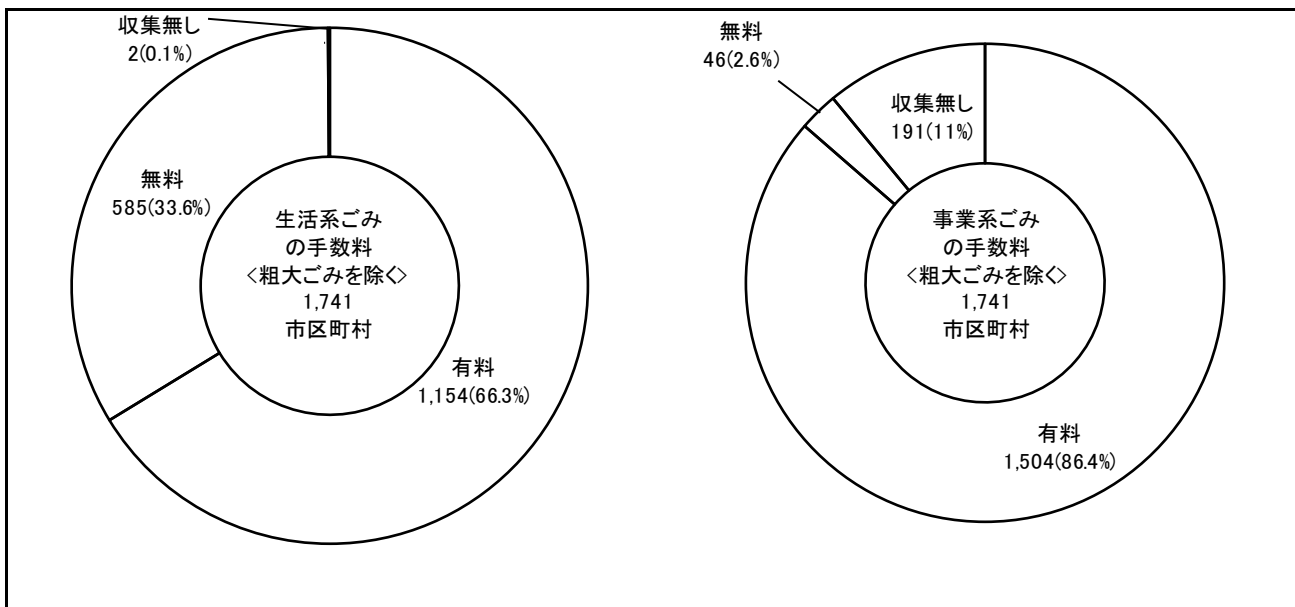 収集無し
2(0.1%)
無料
585(33.6%)
生活系ごみ
の手数料
<粗大ごみを除く>
1,741
市区町村
有料
1,154(66.3%)
無料
46(2.6%)
収集無し
191(11%)
事業系ごみ
の手数料
<粗大ごみを除く>
1,741
市区町村
有料
1,504(86.4%)